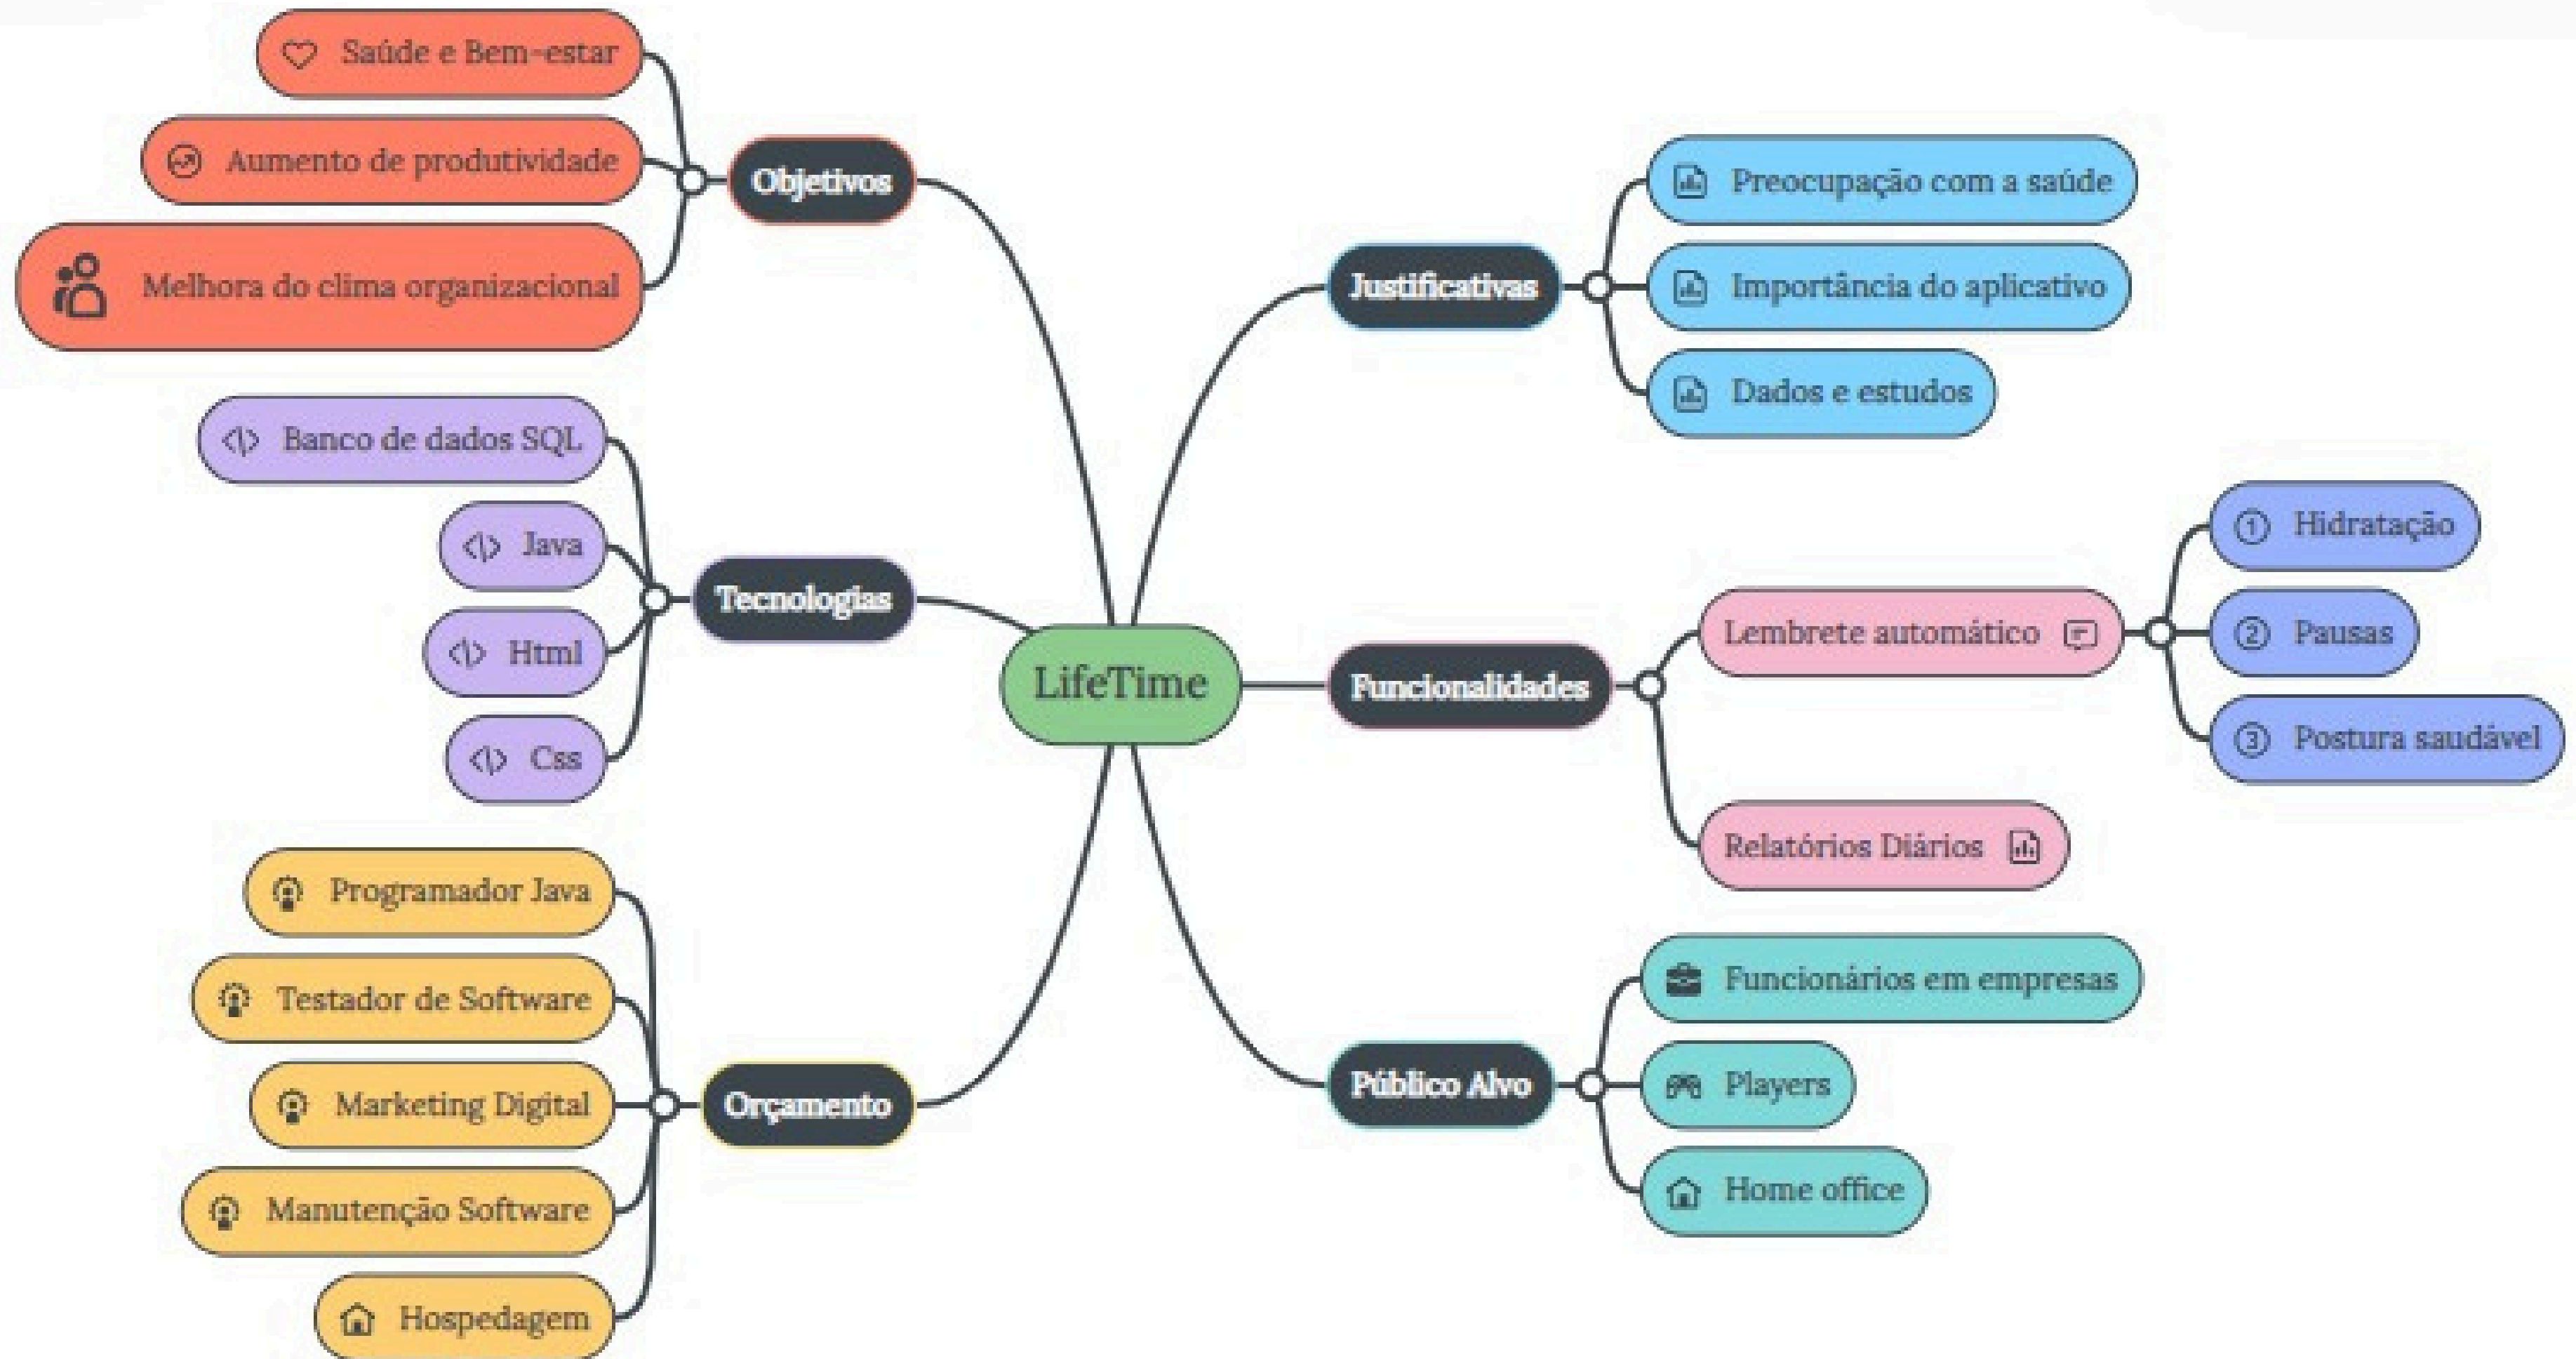 LifeTime
Objetivos
Saúde e Bem-estar
Aumento de produtividade
Melhora do clima organizacional
Tecnologias
Banco de dados SQL
Java
Html
Css
Orçamento
Programador Java
Testador de Software
Marketing Digital
Manutenção Software
Hospedagem
Justificativas
Preocupação com a saúde
Importância do aplicativo
Dados e estudos
Funcionalidades
Lembrete automático
1 Hidratação
2 Pausas
3 Postura saudável
Relatórios Diários
Público Alvo
Funcionários em empresas
Players
Home office